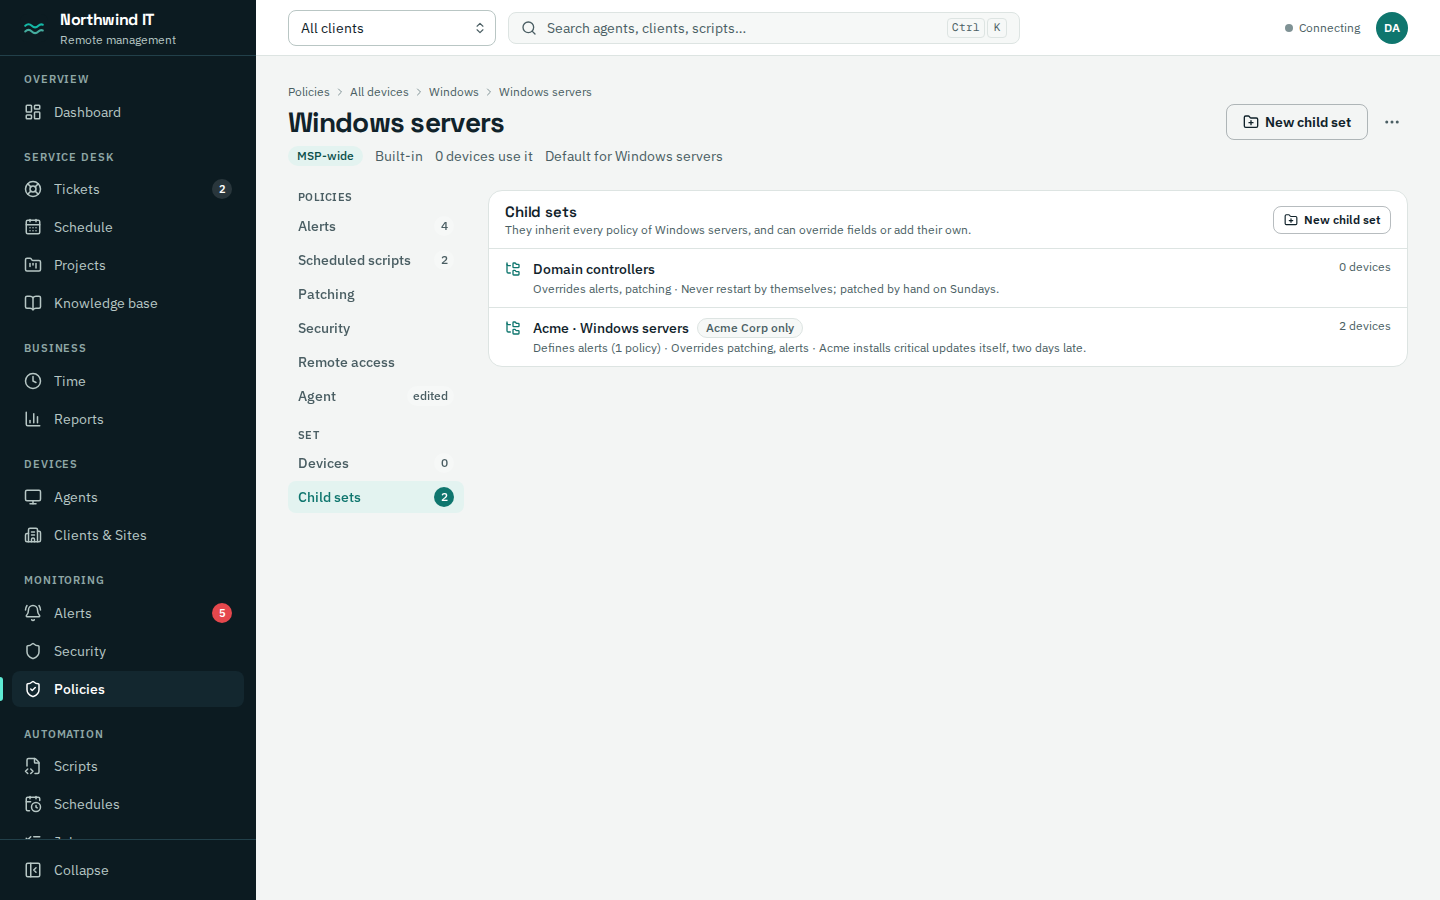 Northwind IT
Remote management
OVERVIEW
Dashboard
SERVICE DESK
Tickets 2
Schedule
Projects
Knowledge base
BUSINESS
Time
Reports
DEVICES
Agents
Clients & Sites
MONITORING
Alerts 5
Security
Policies
AUTOMATION
Scripts
Schedules
Collapse
All clients
Search agents, clients, scripts...
Ctrl K
Connecting
DA
Policies > All devices > Windows > Windows servers
Windows servers
New child set
MSP-wide Built-in 0 devices use it Default for Windows servers
POLICIES
Alerts 4
Scheduled scripts 2
Patching
Security
Remote access
Agent edited
SET
Devices 0
Child sets 2
Child sets
They inherit every policy of Windows servers, and can override fields or add their own.
New child set
Domain controllers
0 devices
Overrides alerts, patching · Never restart by themselves; patched by hand on Sundays.
Acme · Windows servers Acme Corp only
2 devices
Defines alerts (1 policy) · Overrides patching, alerts · Acme installs critical updates itself, two days late.